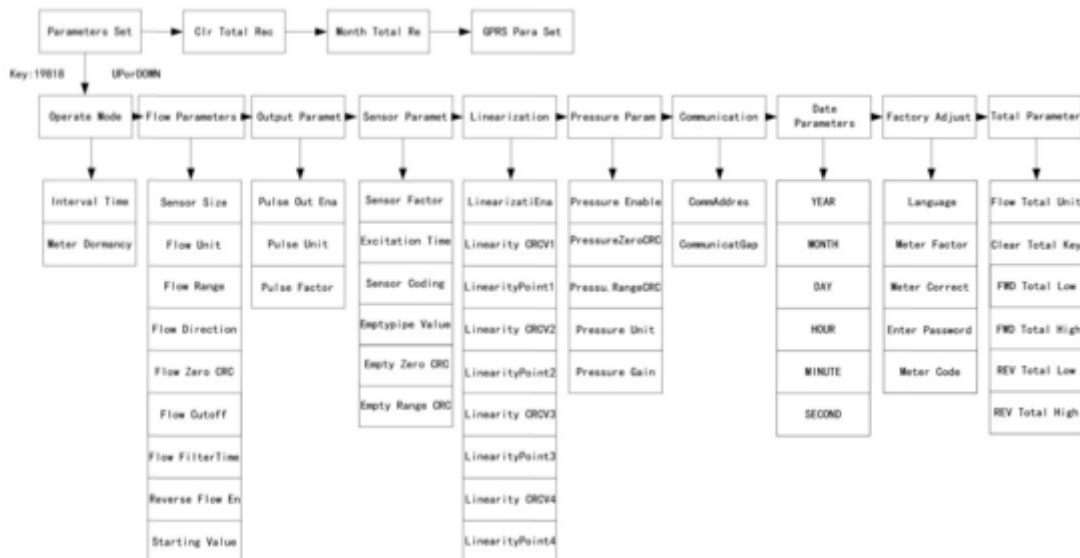 Parameters Set
Clr Total Rec
Month Total Re
GPRS Para Set
Key:19818
UPorDOWN
Operate Mode
Flow Parameters
Output Paramet
Sensor Paramet
Linearization
Pressure Param
Communication
Date
Parameters
Factory Adjust
Total Parameter
Interval Time
Meter Dormancy
Sensor Size
Flow Unit
Flow Range
Flow Direction
Flow Zero CRC
Flow Cutoff
Flow FilterTime
Reverse Flow En
Starting Value
Pulse Out Ena
Pulse Unit
Pulse Factor
Sensor Factor
Excitation Time
Sensor Coding
Emptypipe Value
Empty Zero CRC
Empty Range CRC
LinearizatiEna
Linearity CRCV1
LinearityPoint1
Linearity CRCV2
LinearityPoint2
Linearity CRCV3
LinearityPoint3
Linearity CRCV4
LinearityPoint4
Pressure Enable
PressureZeroCRC
Pressu.RangeCRC
Pressure Unit
Pressure Gain
CommAddres
CommunicatGap
YEAR
MONTH
DAY
HOUR
MINUTE
SECOND
Language
Meter Factor
Meter Correct
Enter Password
Meter Code
Flow Total Unit
Clear Total Key
FWD Total Low
FWD Total High
REV Total Low
REV Total High